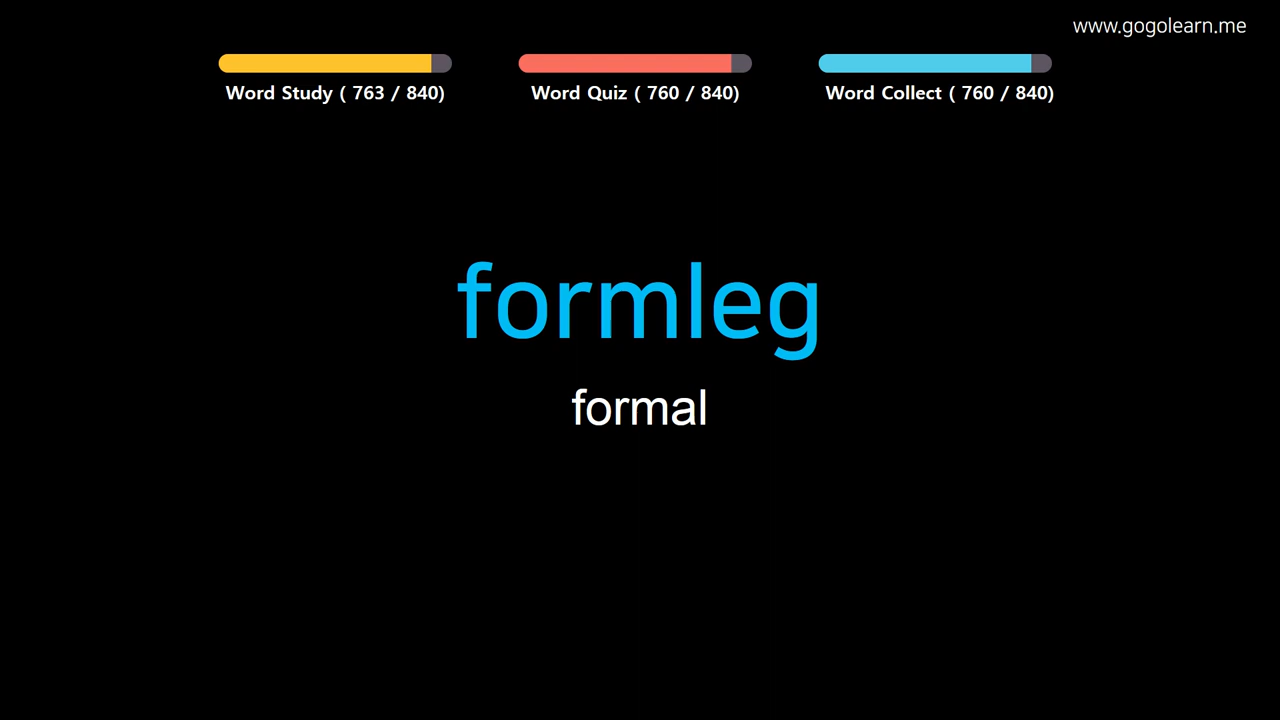 www.gogolearn.me
Word Study ( 763 / 840)
Word Quiz ( 760 / 840)
Word Collect ( 760 / 840)
formleg
formal